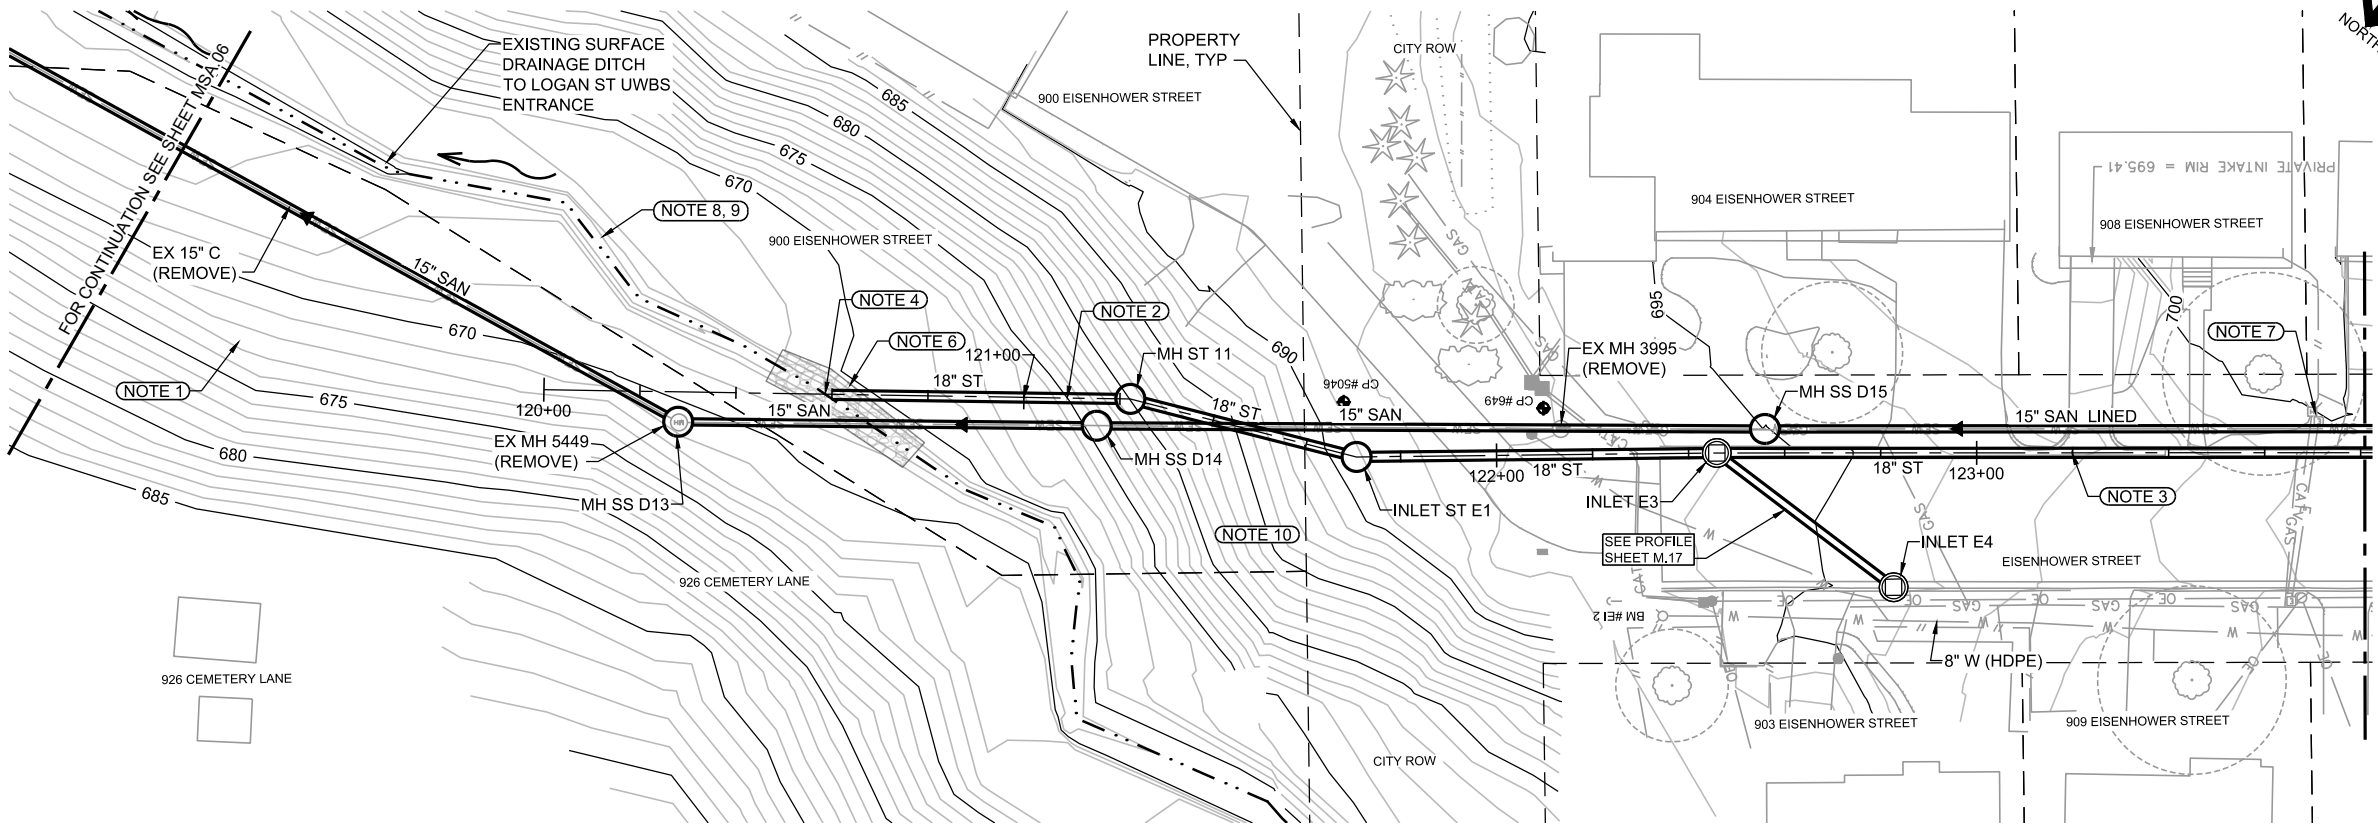 EXISTING SURFACE
DRAINAGE DITCH
TO LOGAN ST UWBS
ENTRANCE
PROPERTY
LINE, TYP
CITY ROW
NORTH
FOR CONTINUATION SEE SHEET MSA.06
685
680
675
670
900 EISENHOWER STREET
904 EISENHOWER STREET
PRIVATE INTAKE RIM = 695.41
908 EISENHOWER STREET
NOTE 8, 9
900 EISENHOWER STREET
EX 15" C
(REMOVE)
15" SAN
GAS
CATV
695
700
NOTE 4
NOTE 2
NOTE 6
121+00
MH ST 11
690
EX MH 3995
(REMOVE)
NOTE 7
670
NOTE 1
675
120+00
18" ST
15" SAN
18" ST
CP #5046
15" SAN
CP #649
MH SS D15
15" SAN LINED
EX MH 5449
(REMOVE)
MH SS D14
122+00
18" ST
18" ST
123+00
NOTE 3
680
685
MH SS D13
INLET ST E1
INLET E3
NOTE 10
SEE PROFILE
SHEET M.17
INLET E4
EISENHOWER STREET
926 CEMETERY LANE
BM #EI 2
W
OE
GAS
8" W (HDPE)
926 CEMETERY LANE
903 EISENHOWER STREET
909 EISENHOWER STREET
CITY ROW